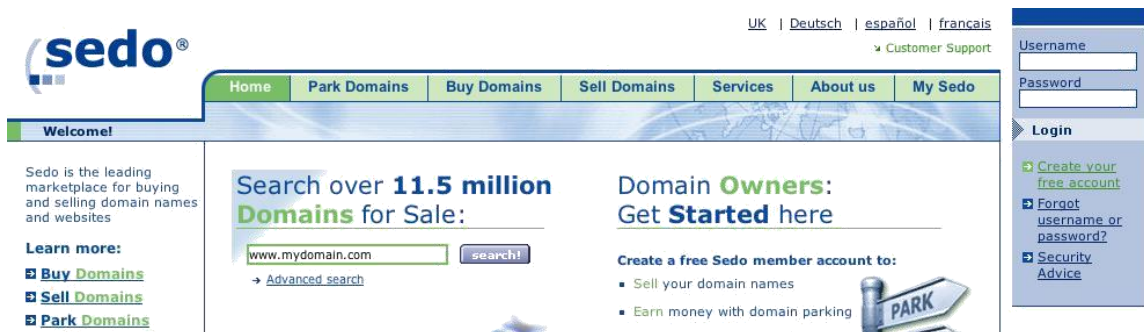 UK | Deutsch | español | français
Customer Support
sedo®
Home Park Domains Buy Domains Sell Domains Services About us My Sedo
Welcome!
Sedo is the leading
marketplace for buying
and selling domain names
and websites
Learn more:
Buy Domains
Sell Domains
Park Domains
Search over 11.5 million
Domains for Sale:
www.mydomain.com search!
Advanced search
Domain Owners:
Get Started here
Create a free Sedo member account to:
Sell your domain names
Earn money with domain parking
PARK
Username
Password
Login
Create your
free account
Forgot
username or
password?
Security
Advice